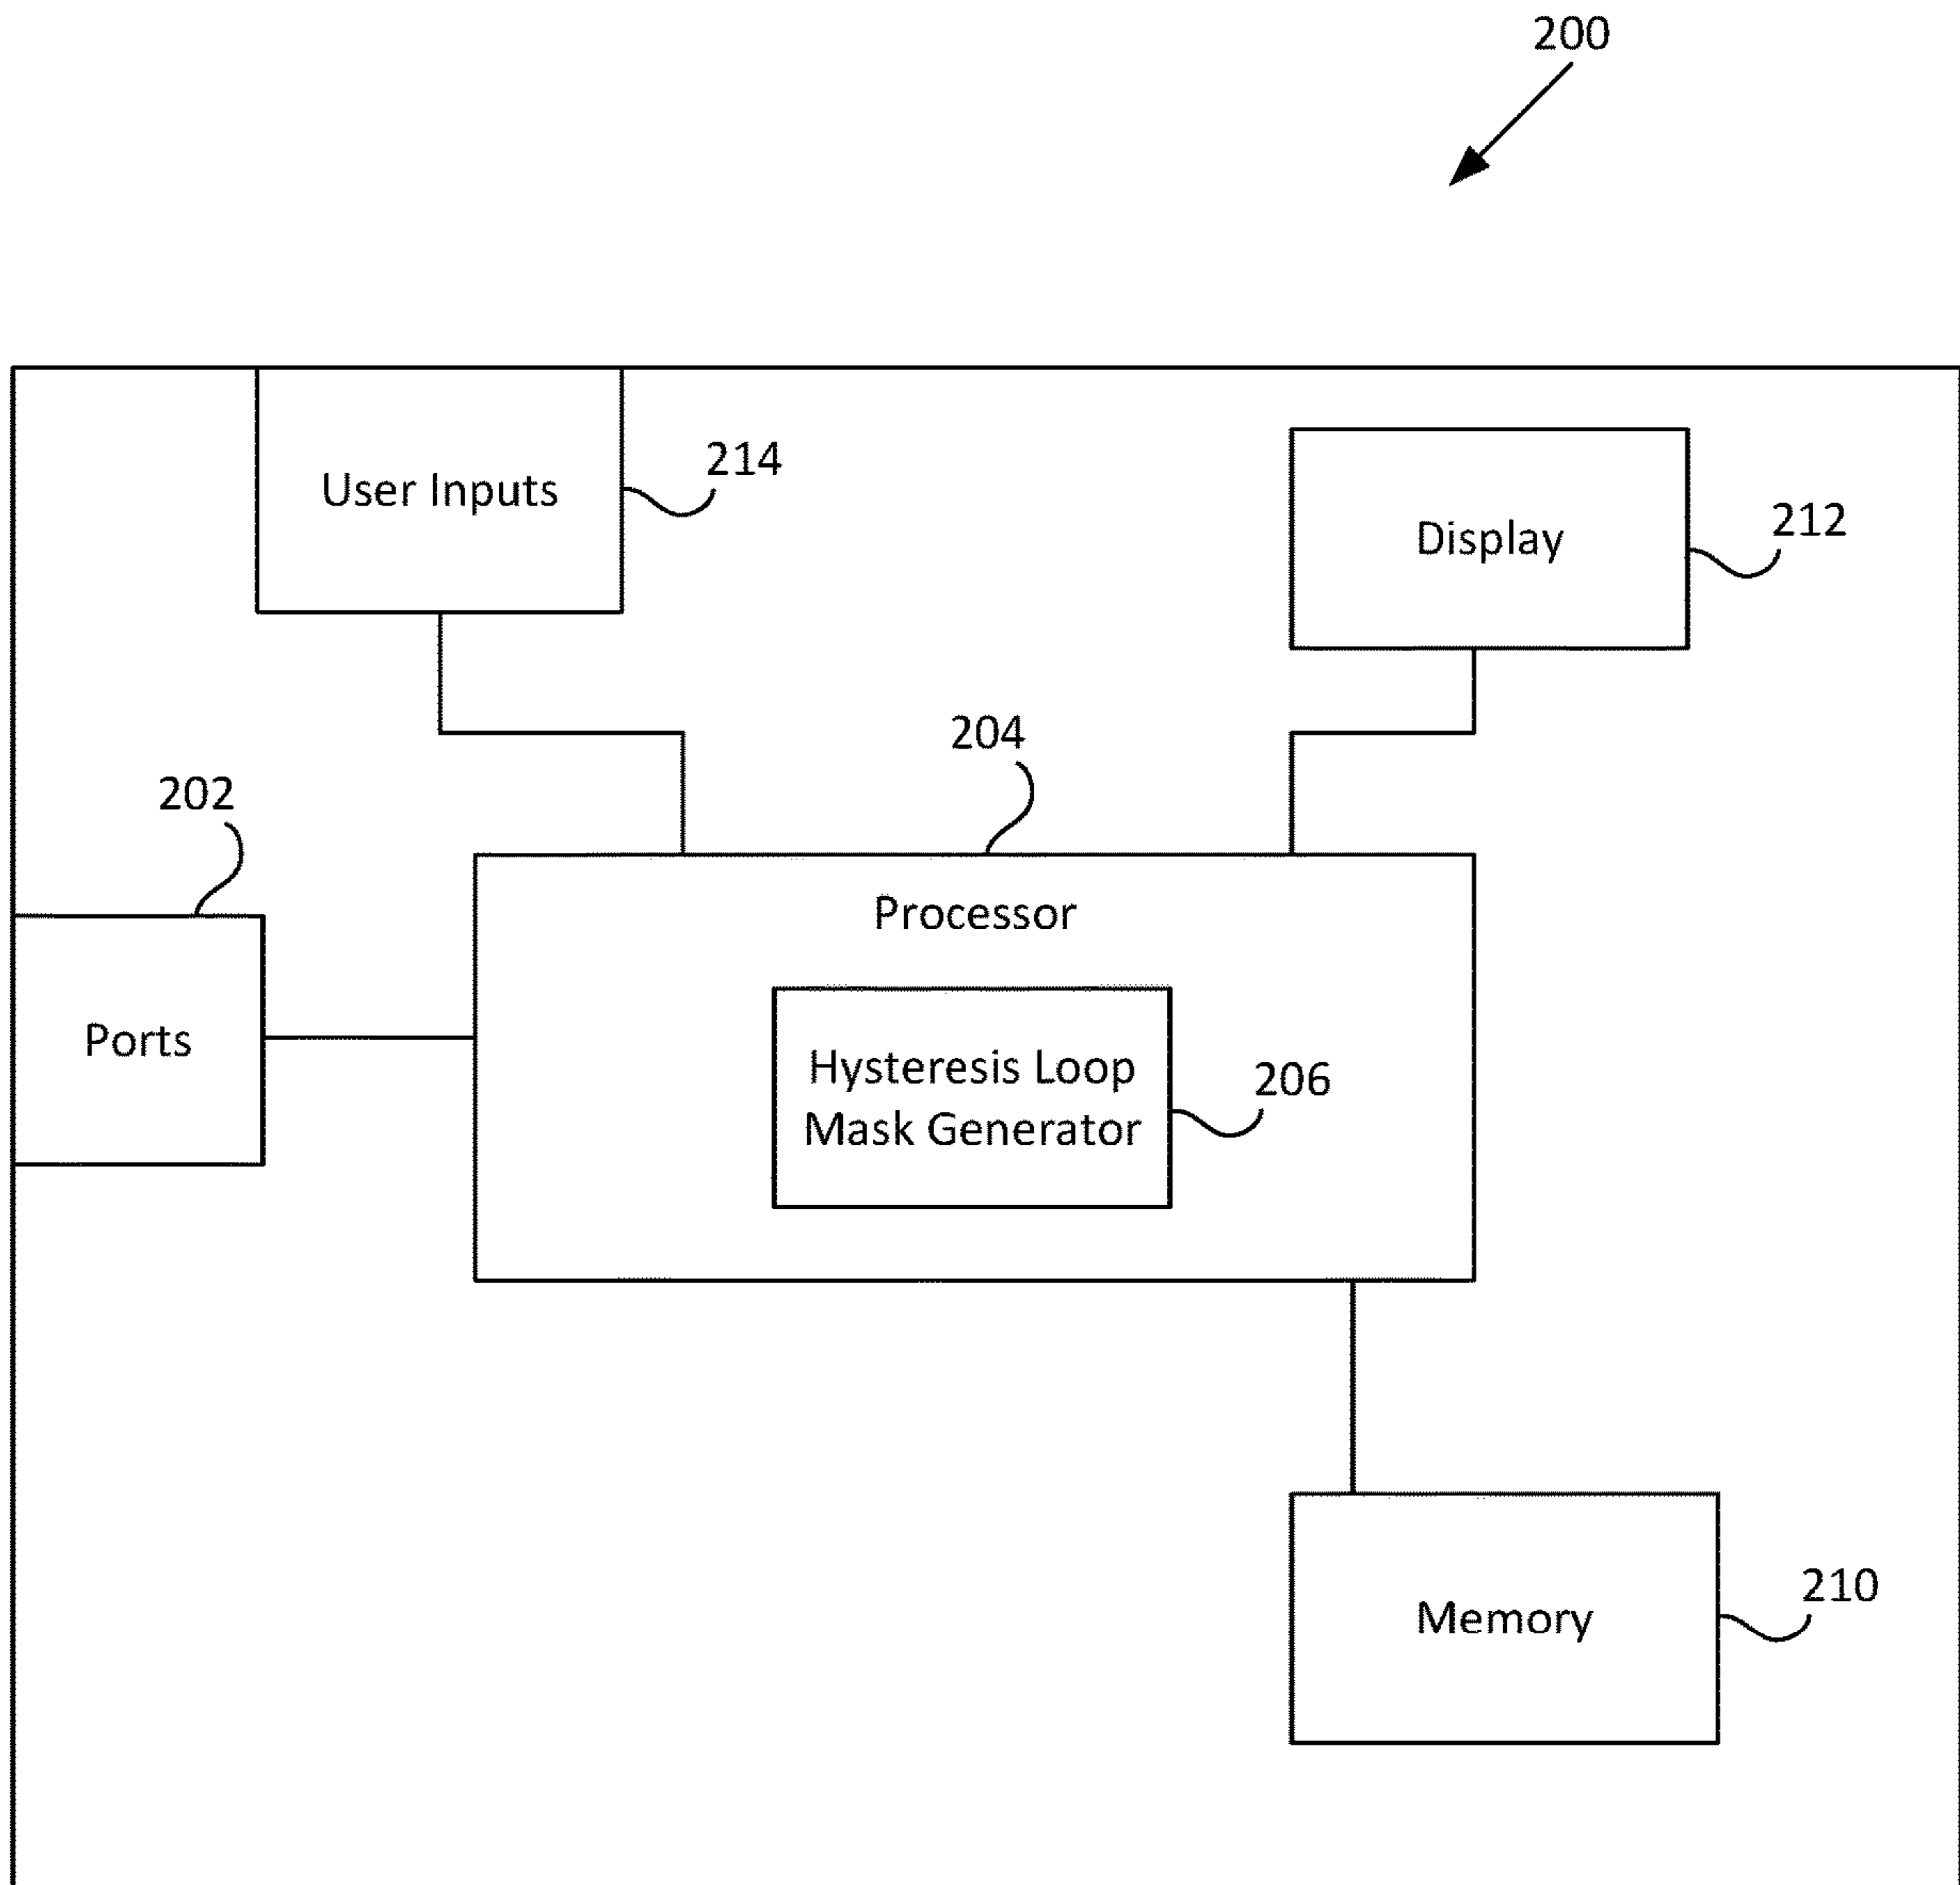 200
User Inputs
214
Display
212
204
202
Processor
Ports
Hysteresis Loop
Mask Generator
206
Memory
210